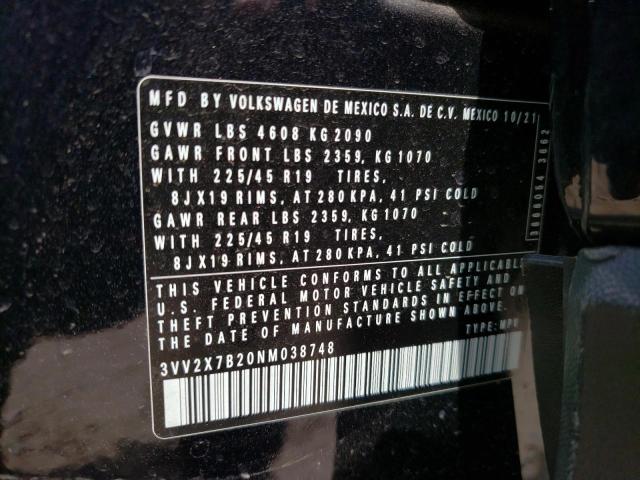 MFD BY VOLKSWAGEN DE MEXICO S.A. DE C.V. MEXICO 10/21
GVWR LBS 4608 KG 2090
GAWR FRONT LBS 2359, KG 1070
WITH 225/45 R19 TIRES,
8JX19 RIMS, AT 280 KPA, 41 PSI COLD
GAWR REAR LBS 2359, KG 1070
WITH 225/45 R19 TIRES,
8JX19 RIMS, AT 280 KPA, 41 PSI COLD
THIS VEHICLE CONFORMS TO ALL APPLICABLE
U.S. FEDERAL MOTOR VEHICLE SAFETY AND
THEFT PREVENTION STANDARDS IN EFFECT ON
THE DATE OF MANUFACTURE SHOWN ABOVE.
TYPE: MPV
3VV2X7B20NM038748